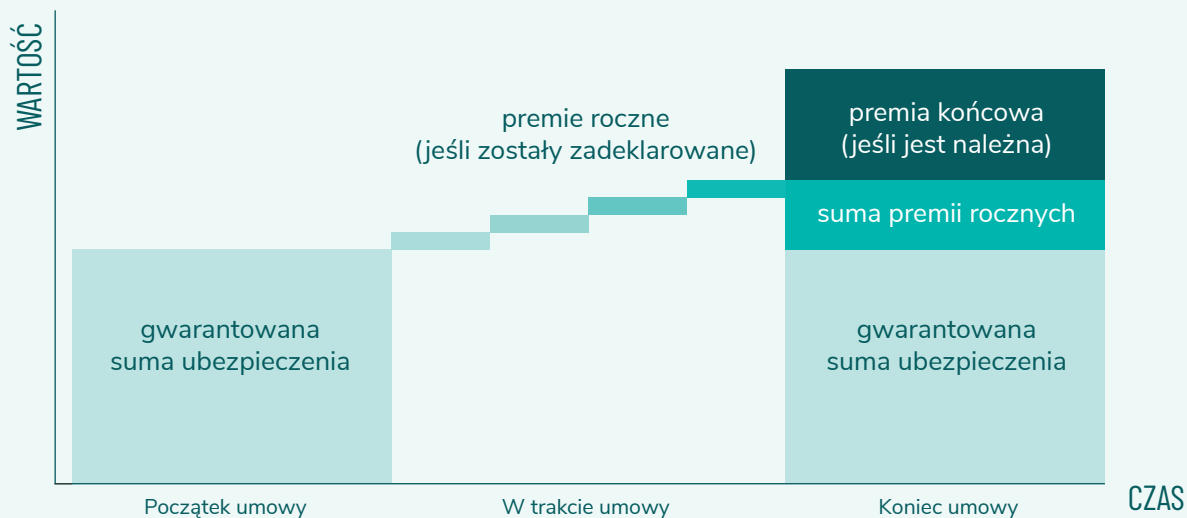 WARTOŚĆ
premie roczne
(jeśli zostały zadeklarowane)
premia końcowa
(jeśli jest należna)
suma premii rocznych
gwarantowana
suma ubezpieczenia
gwarantowana
suma ubezpieczenia
Początek umowy
W trakcie umowy
Koniec umowy
CZAS